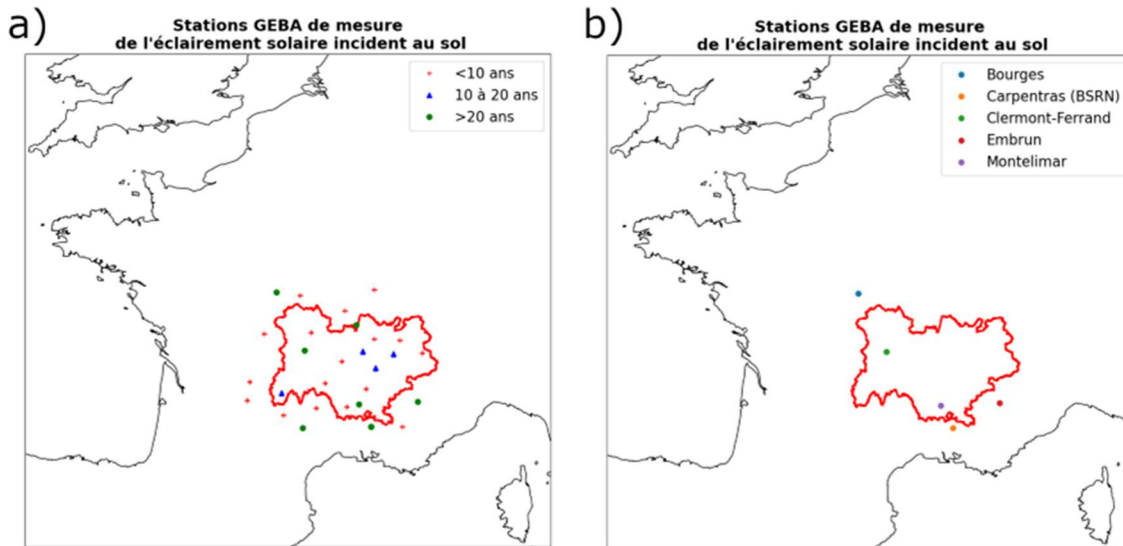 a)
Stations GEBA de mesure
de l'éclairement solaire incident au sol
<10 ans
10 à 20 ans
>20 ans
b)
Stations GEBA de mesure
de l'éclairement solaire incident au sol
Bourges
Carpentras (BSRN)
Clermont-Ferrand
Embrun
Montelimar